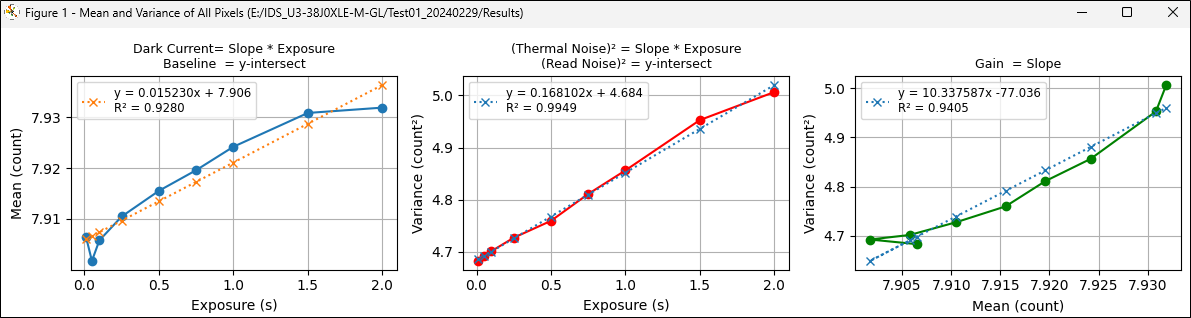 Figure 1 - Mean and Variance of All Pixels (E:/IDS_U3-38J0XLE-M-GL/Test01_20240229/Results)
Dark Current= Slope * Exposure
Baseline  = y-intersect
y = 0.015230x + 7.906
R² = 0.9280
7.93
7.92
7.91
Mean (count)
0.0
0.5
1.0
1.5
2.0
Exposure (s)
(Thermal Noise)² = Slope * Exposure
(Read Noise)² = y-intersect
y = 0.168102x + 4.684
R² = 0.9949
5.0
4.9
4.8
4.7
Variance (count²)
0.0
0.5
1.0
1.5
2.0
Exposure (s)
Gain  = Slope
y = 10.337587x -77.036
R² = 0.9405
5.0
4.9
4.8
4.7
Variance (count²)
7.905
7.910
7.915
7.920
7.925
7.930
Mean (count)